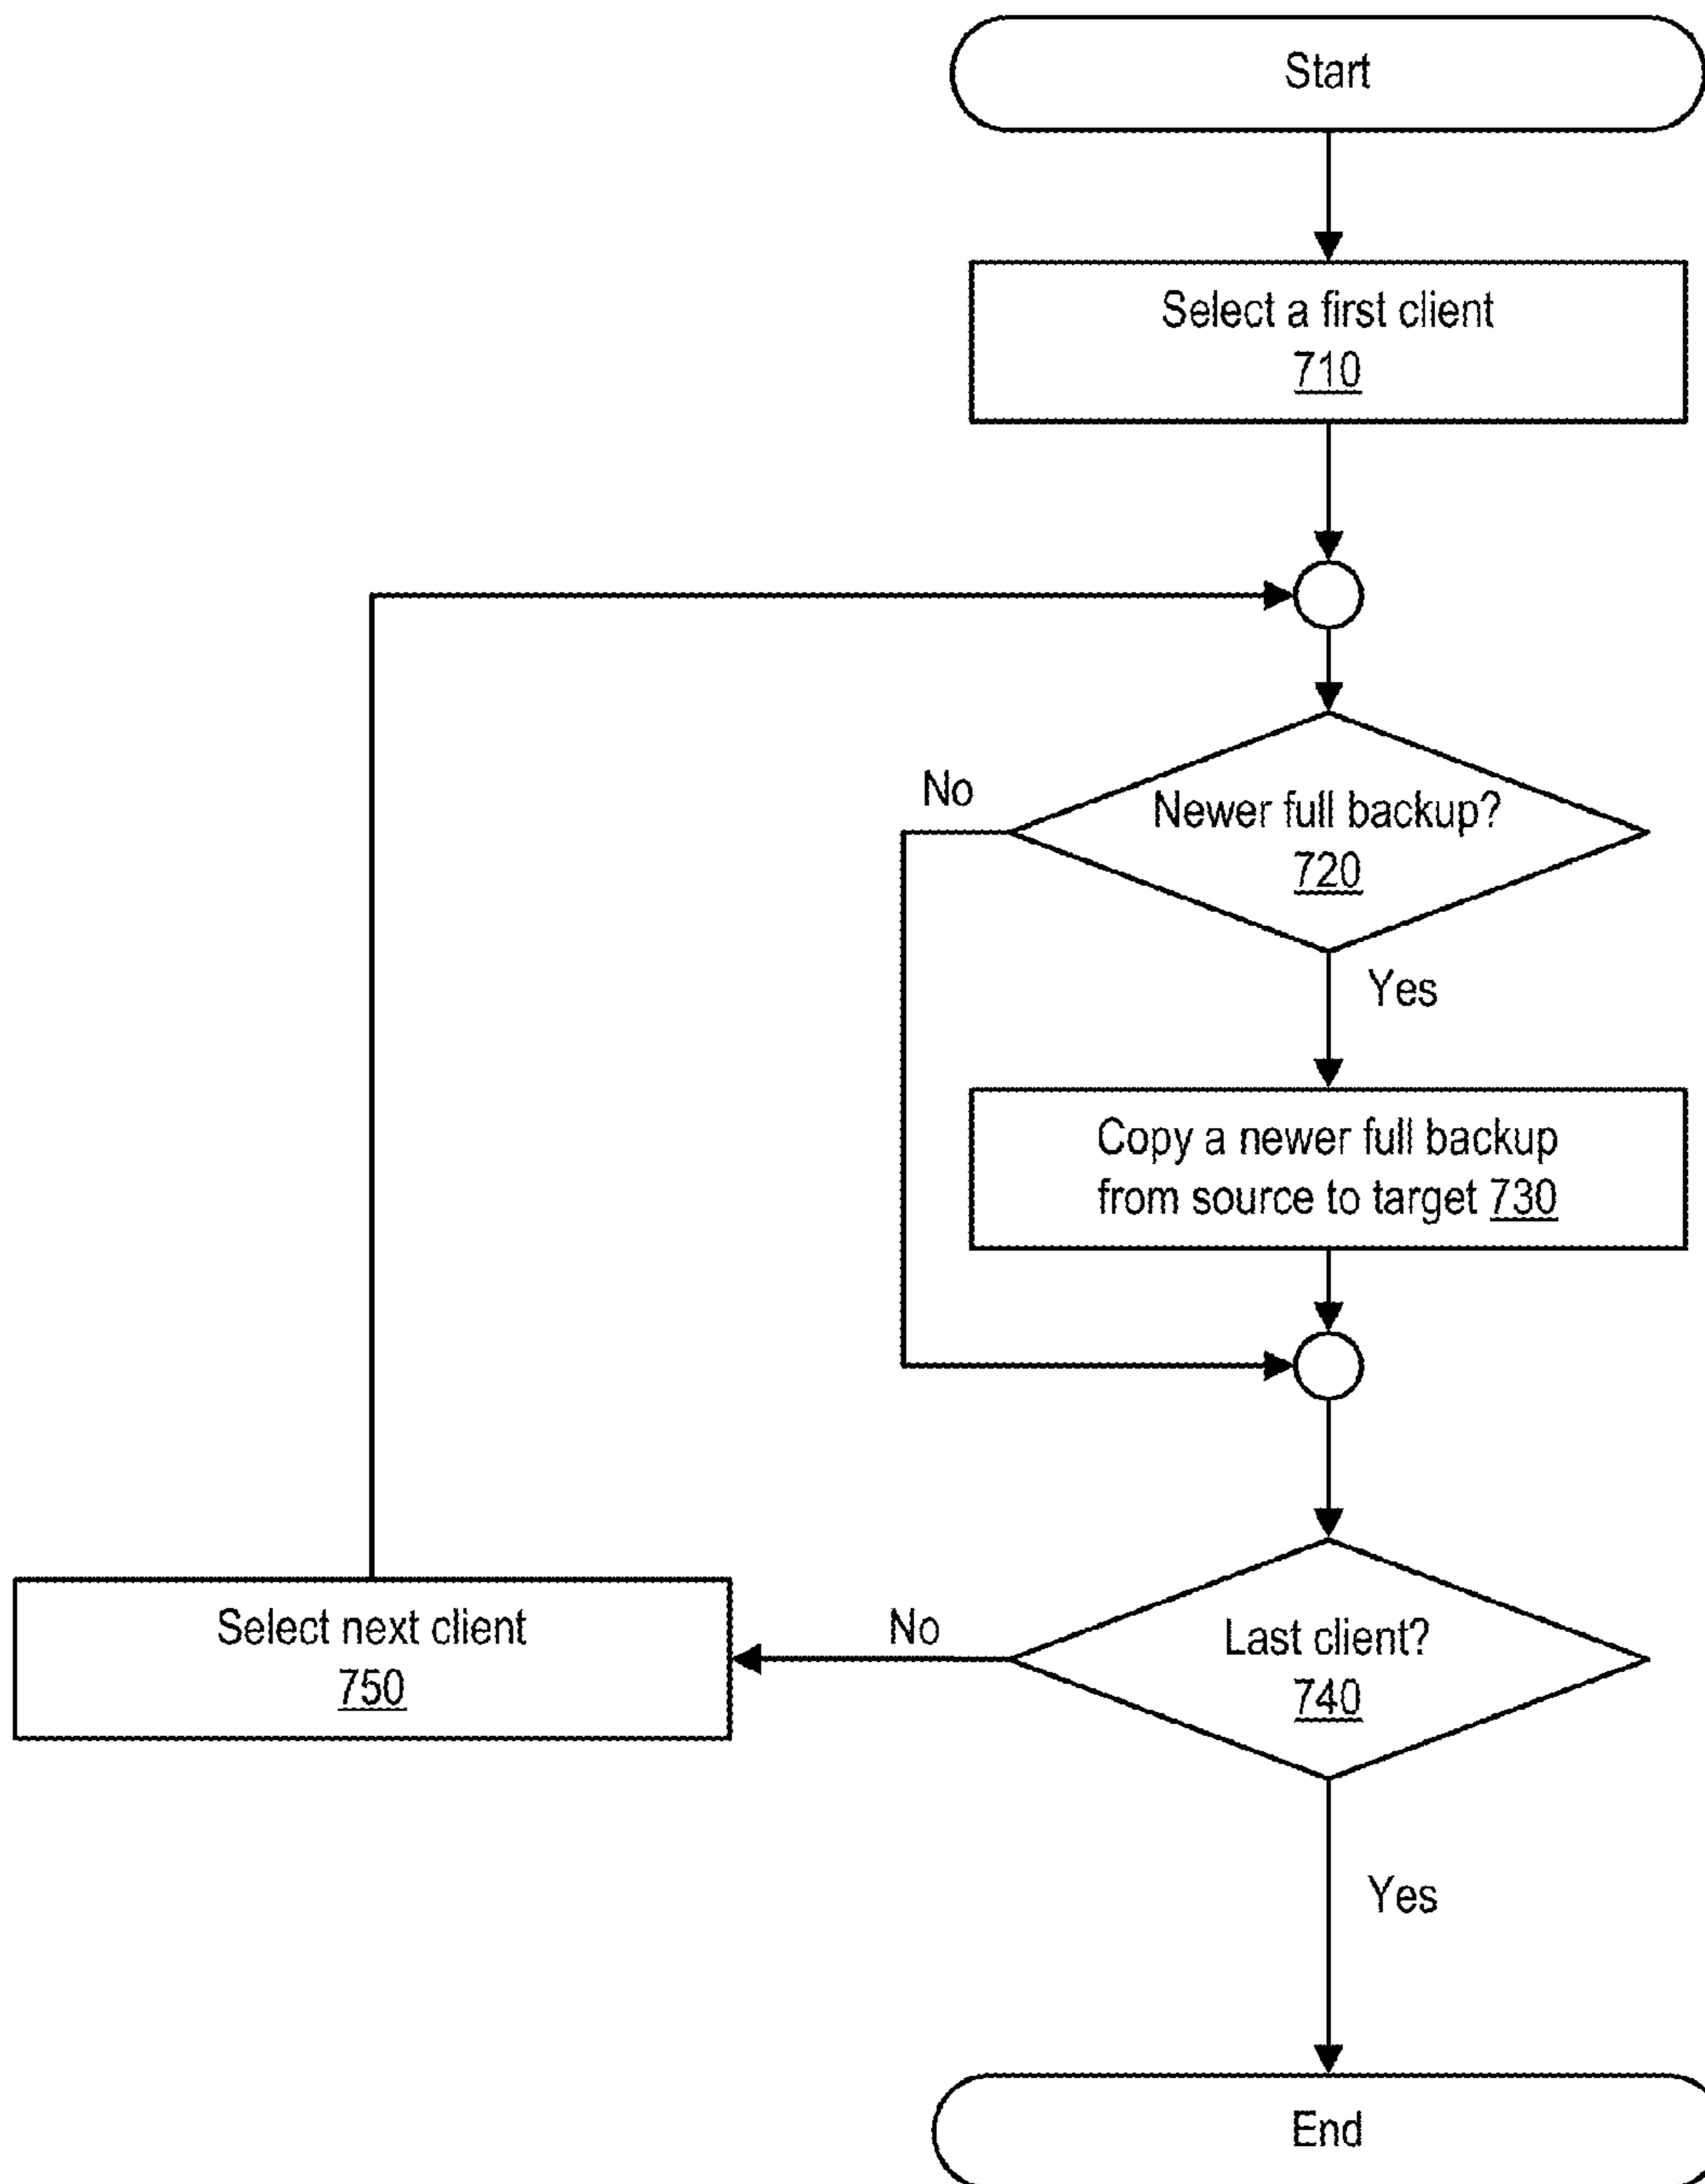 Start
Select a first client
710
No
Newer full backup?
720
Yes
Copy a newer full backup
from source to target 730
Select next client
750
No
Last client?
740
Yes
End